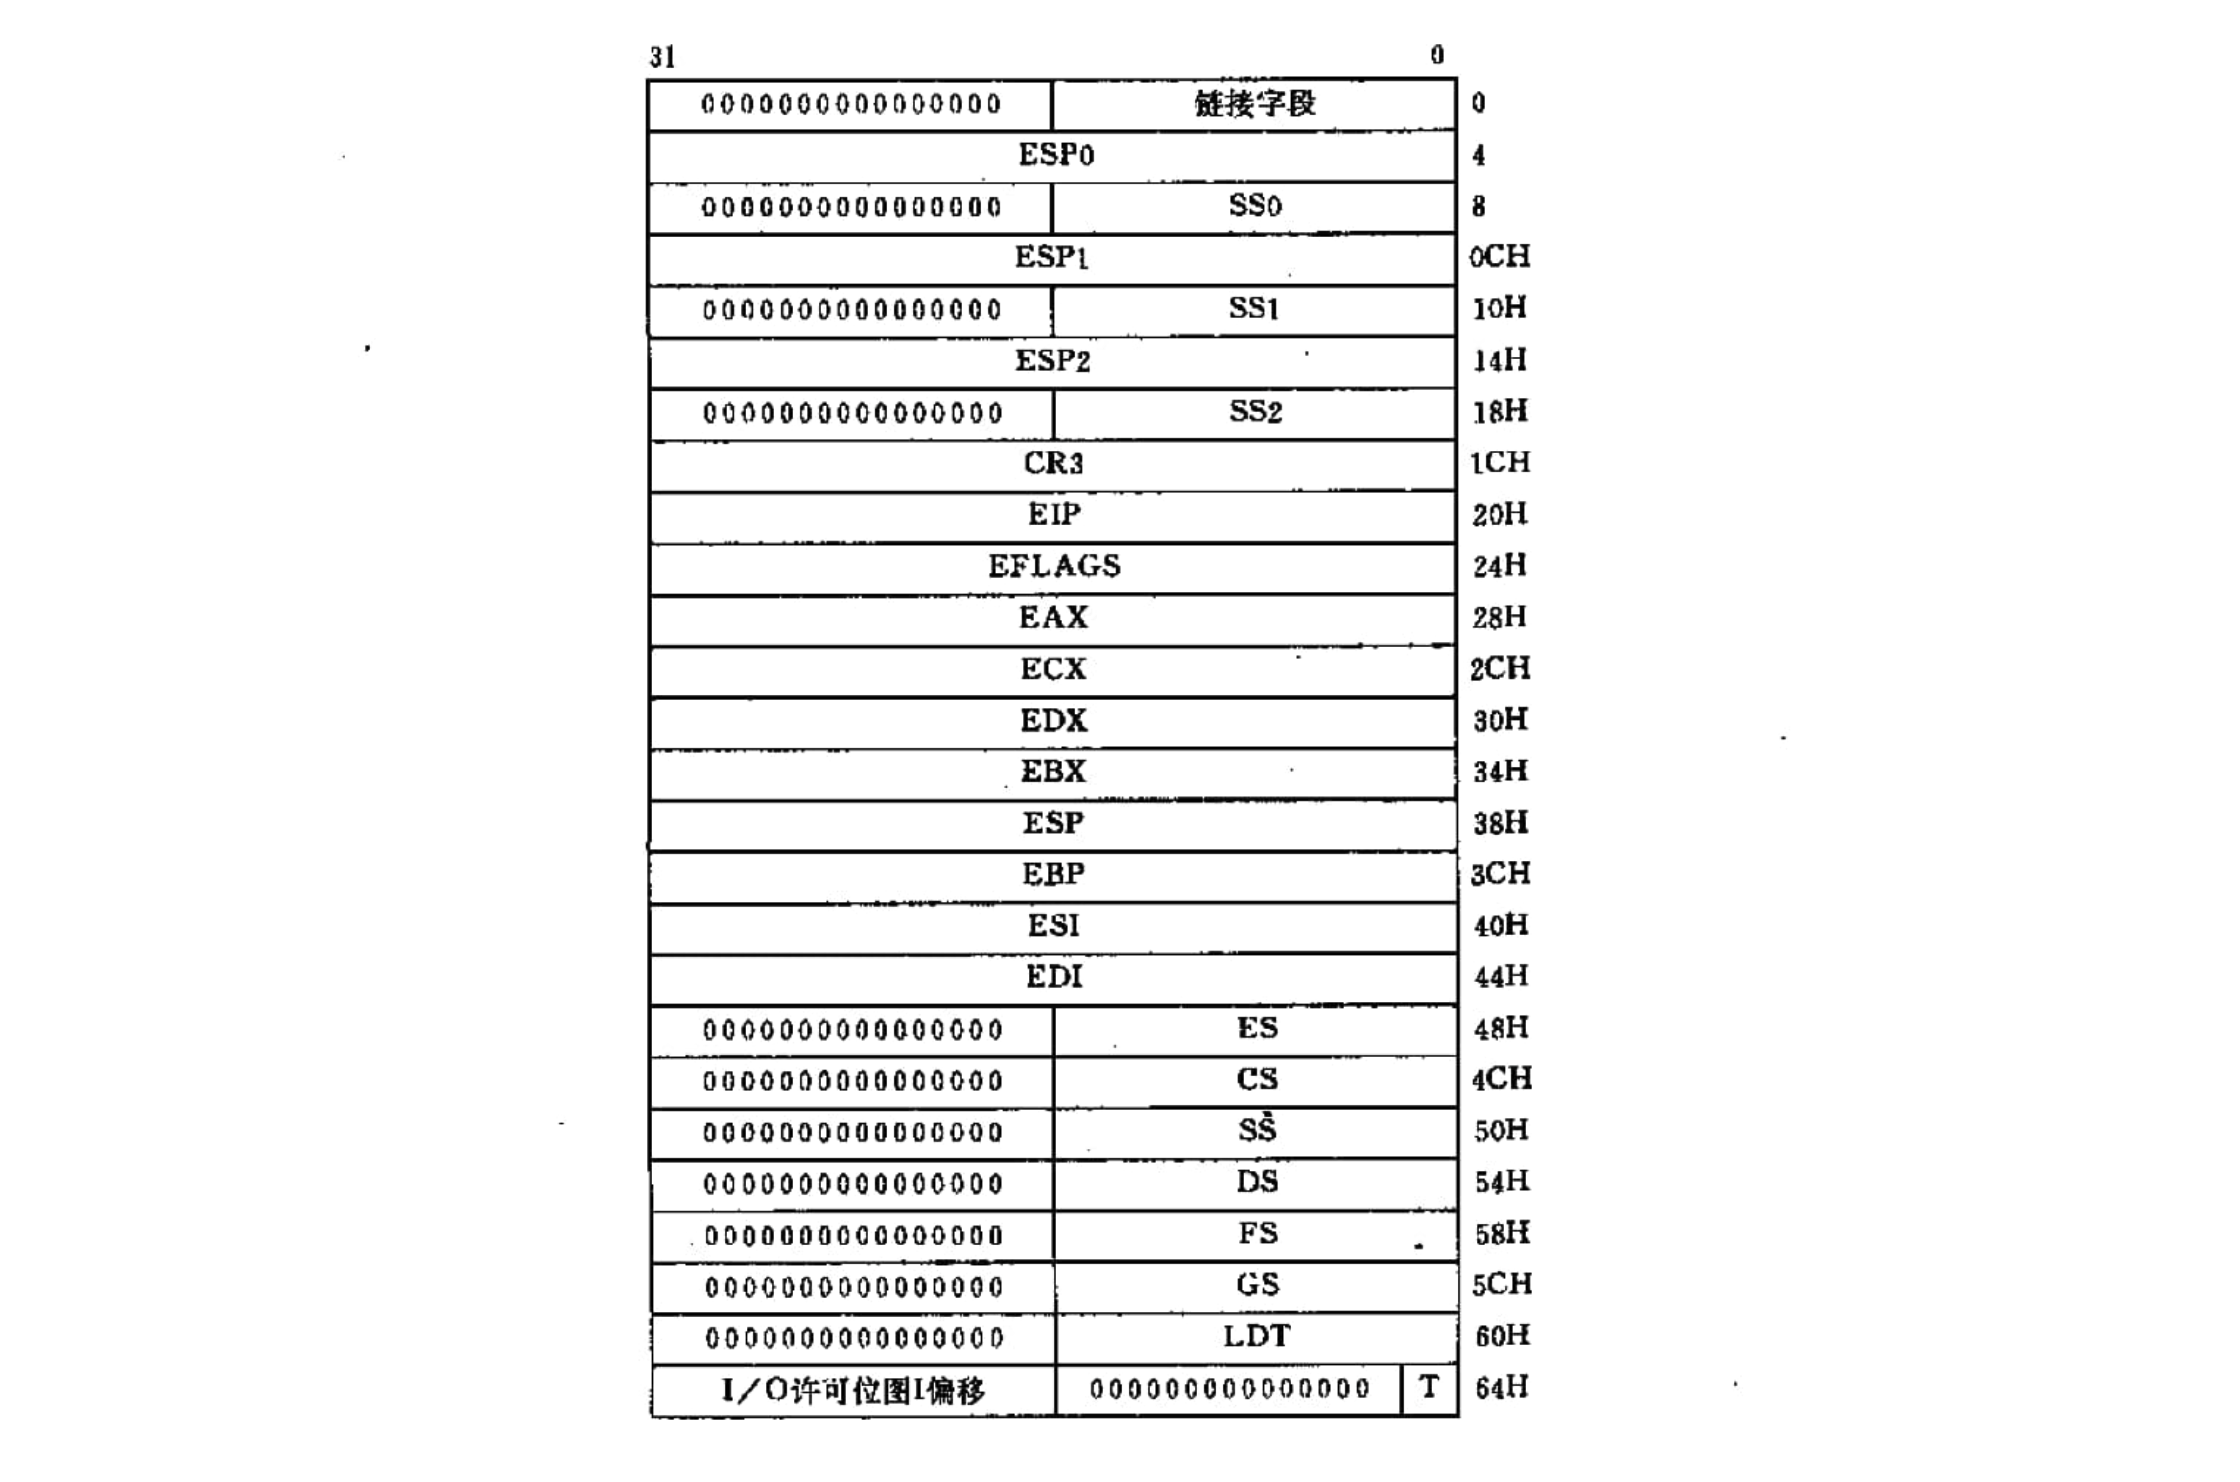 31 0
0000000000000000 链接字段 0
ESP0 4
0000000000000000 SS0 8
ESP1 0CH
0000000000000000 SS1 10H
ESP2 14H
0000000000000000 SS2 18H
CR3 1CH
EIP 20H
EFLAGS 24H
EAX 28H
ECX 2CH
EDX 30H
EBX 34H
ESP 38H
EBP 3CH
ESI 40H
EDI 44H
0000000000000000 ES 48H
0000000000000000 CS 4CH
0000000000000000 SS 50H
0000000000000000 DS 54H
0000000000000000 FS 58H
0000000000000000 GS 5CH
0000000000000000 LDT 60H
I/O许可位图I偏移 000000000000000 T 64H